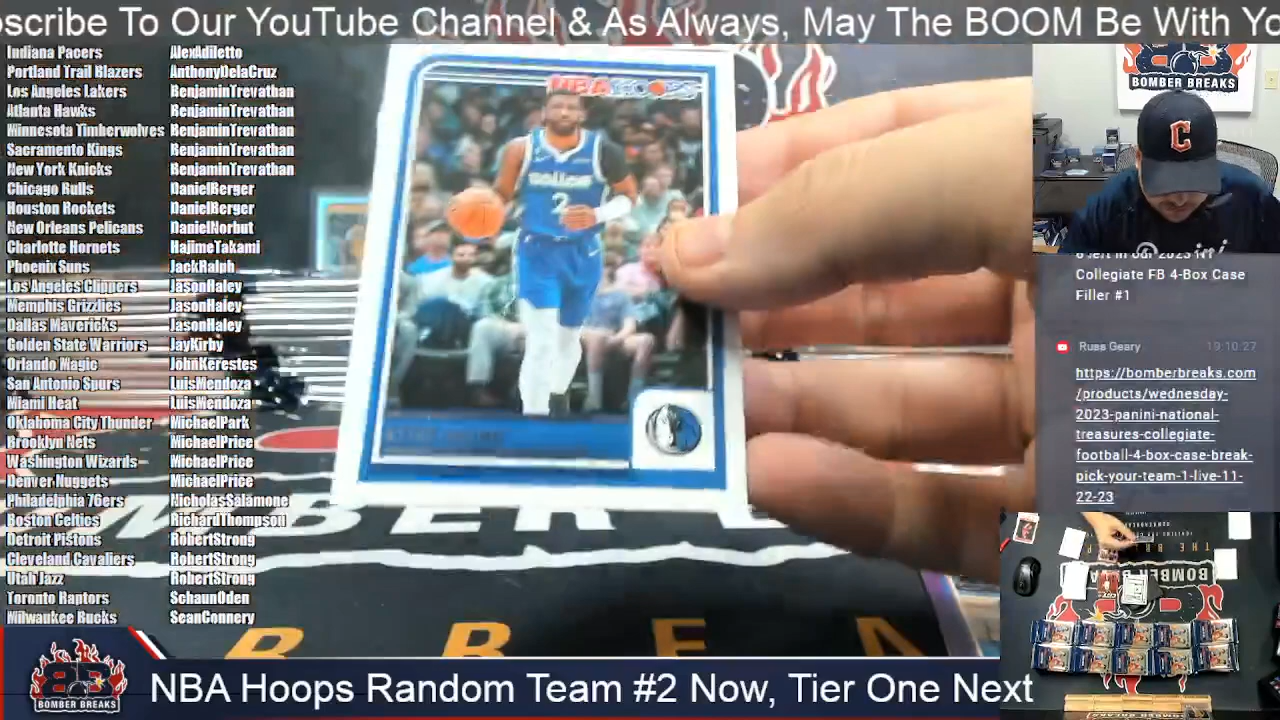 oscribe To Our YouTube Channel & As Always, May The BOOM Be With Yo
Indiana Pacers AlexAdiletto
Portland Trail Blazers AnthonyDelaCruz
Los Angeles Lakers BenjaminTrevathan
Atlanta Hawks BenjaminTrevathan
Minnesota Timberwolves BenjaminTrevathan
Sacramento Kings BenjaminTrevathan
New York Knicks BenjaminTrevathan
Chicago Bulls DanielBerger
Houston Rockets DanielBerger
New Orleans Pelicans DanielNorbut
Charlotte Hornets HajimeTakami
Phoenix Suns JackRalph
Los Angeles Clippers JasonHaley
Memphis Grizzlies JasonHaley
Dallas Mavericks JasonHaley
Golden State Warriors JayKirby
Orlando Magic JohnKerestes
San Antonio Spurs LuisMendoza
Miami Heat LuisMendoza
Oklahoma City Thunder MichaelPark
Brooklyn Nets MichaelPrice
Washington Wizards MichaelPrice
Denver Nuggets MichaelPrice
Philadelphia 76ers NicholasSalamone
Boston Celtics RichardThompson
Detroit Pistons RobertStrong
Cleveland Cavaliers RobertStrong
Utah Jazz RobertStrong
Toronto Raptors SchaunOden
Milwaukee Bucks SeanConnery
NBA HOOPS
2
BOMBER BREAKS
C
Collegiate FB 4-Box Case
Filler #1
Russ Geary 19:10:27
https://bomberbreaks.com
/products/wednesday-
2023-panini-national-
treasures-collegiate-
football-4-box-case-break-
pick-your-team-1-live-11-
22-23
BOMBER BREA
BOMBER BREAKS
NBA Hoops Random Team #2 Now, Tier One Next